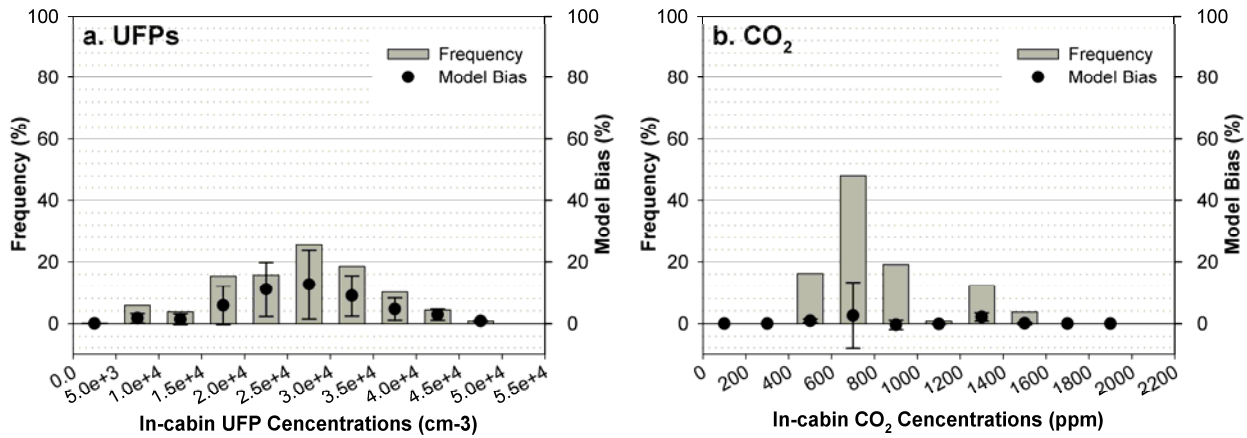 a. UFPs
Frequency
Model Bias
100
80
60
40
20
0
Frequency (%)
100
80
60
40
20
0
Model Bias (%)
0.0
5.0e+3
1.0e+4
1.5e+4
2.0e+4
2.5e+4
3.0e+4
3.5e+4
4.0e+4
4.5e+4
5.0e+4
5.5e+4
In-cabin UFP Cencentrations (cm-3)
b. CO₂
Frequency
Model Bias
100
80
60
40
20
0
Frequency (%)
100
80
60
40
20
0
Model Bias (%)
0
200
400
600
800
1000
1200
1400
1600
1800
2000
2200
In-cabin CO₂ Cencentrations (ppm)